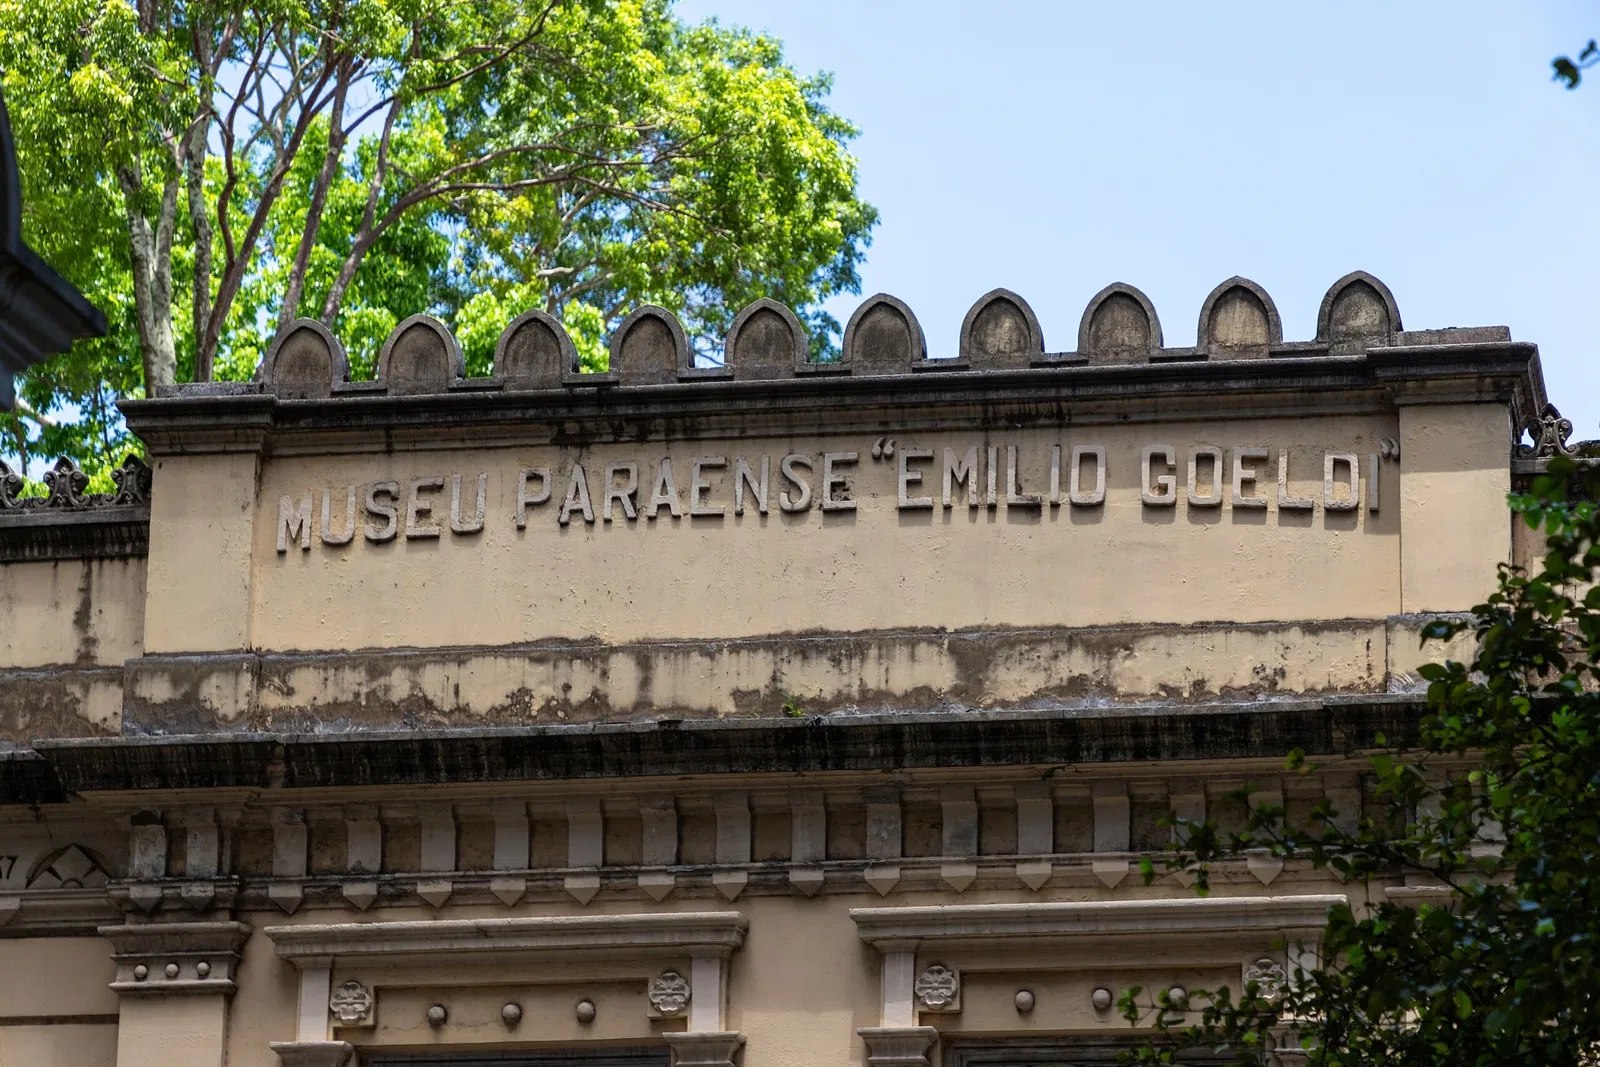 MUSEU PARAENSE “EMILIO GOELDI”